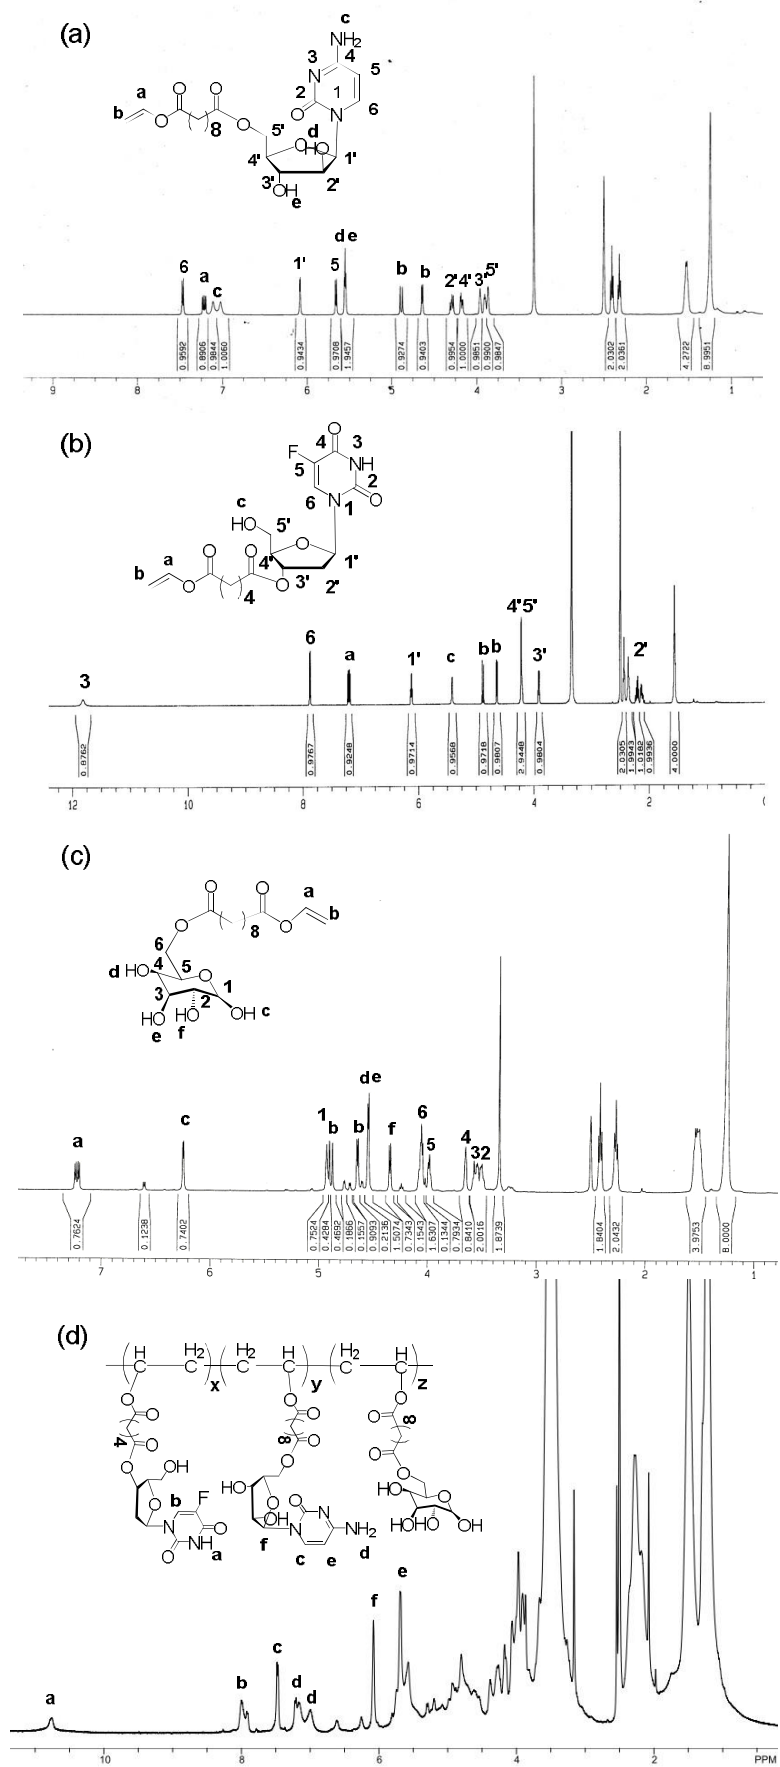 (a)
c
NH2
3
4
5
N
2
1
6
O
N
a
O
O
b
O
8
O
5'
d
O
HO
4'
1'
3'
2'
OH
e
d e
6
a
c
1'
5
b
b
2'
4'
3'
5'
0.9592
0.8906
0.9844
1.0060
0.9434
0.9708
1.9457
0.9274
0.9403
0.9954
1.0000
0.9851
0.9900
0.9847
2.0302
2.0361
4.2722
8.9951
9 8 7 6 5 4 3 2 1
(b)
O
4
3
F
NH
5
2
6
N
O
1
c
HO
5'
O
O
O
a
4'
1'
b
O
4
O
3'
2'
3
6
a
1'
c
b
b
4'5'
3'
2'
0.8762
0.9767
0.9248
0.9714
0.9568
0.9718
0.9807
2.9448
0.9804
2.0305
1.9943
1.0182
0.9936
4.0000
12 10 8 6 4 2
(c)
O
O
a
8
O
b
O
6
4
5
O
d HO
1
3
2
HO
HO
OH
c
e
f
a
c
1
b
b
d e
f
6
5
4
3 2
0.7624
0.1238
0.7402
0.7524
0.4284
0.4692
0.1866
0.1557
0.9093
0.2136
1.5074
0.7343
0.1543
1.6307
0.1344
0.7934
0.8410
2.0016
1.8739
1.8404
2.0432
3.9753
8.0000
7 6 5 4 3 2 1
(d)
H
C
H2
C
x
H2
C
H
C
y
H2
C
H
C
z
O
O
O
O
O
O
4
8
8
O
O
O
O
O
O
OH
HO
O
O
HO
O
b
F
O
N
HO
OH
N
O
OH
N
NH2
HO
HO
OH
O
NH
f
d
a
c
e
a
b
c
d
d
f
e
10 8 6 4 2 PPM